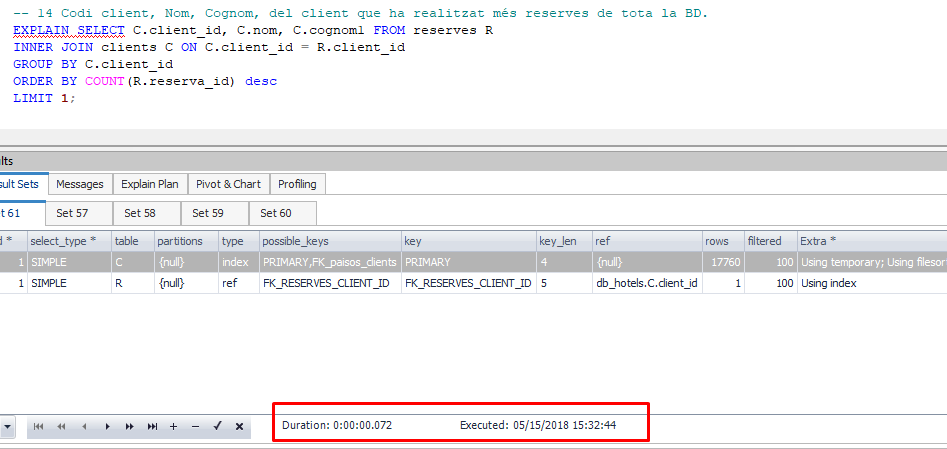 -- 14 Codi client, Nom, Cognom, del client que ha realitzat més reserves de tota la BD.
EXPLAIN SELECT C.client_id, C.nom, C.cognom1 FROM reserves R
INNER JOIN clients C ON C.client_id = R.client_id
GROUP BY C.client_id
ORDER BY COUNT(R.reserva_id) desc
LIMIT 1;
ults
sult Sets Messages Explain Plan Pivot & Chart Profiling
t 61 Set 57 Set 58 Set 59 Set 60
d * select_type * table partitions type possible_keys key key_len ref rows filtered Extra *
1 SIMPLE C {null} index PRIMARY,FK_paisos_clients PRIMARY 4 {null} 17760 100 Using temporary; Using filesort
1 SIMPLE R {null} ref FK_RESERVES_CLIENT_ID FK_RESERVES_CLIENT_ID 5 db_hotels.C.client_id 1 100 Using index
Duration: 0:00:00.072 Executed: 05/15/2018 15:32:44